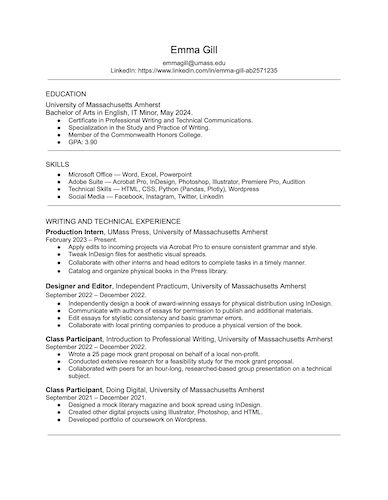 Emma Gill
emmagill@umass.edu
LinkedIn: https://www.linkedin.com/in/emma-gill-ab2571235
EDUCATION
University of Massachusetts Amherst
Bachelor of Arts in English, IT Minor, May 2024.
● Certificate in Professional Writing and Technical Communications.
● Specialization in the Study and Practice of Writing.
● Member of the Commonwealth Honors College.
● GPA: 3.90
SKILLS
● Microsoft Office — Word, Excel, Powerpoint
● Adobe Suite — Acrobat Pro, InDesign, Photoshop, Illustrator, Premiere Pro, Audition
● Technical Skills — HTML, CSS, Python (Pandas, Plotly), Wordpress
● Social Media — Facebook, Instagram, Twitter, LinkedIn
WRITING AND TECHNICAL EXPERIENCE
Production Intern, UMass Press, University of Massachusetts Amherst
February 2023 – Present.
● Apply edits to incoming projects via Acrobat Pro to ensure consistent grammar and style.
● Tweak InDesign files for aesthetic visual spreads.
● Collaborate with other interns and head editors to complete tasks in a timely manner.
● Catalog and organize physical books in the Press library.
Designer and Editor, Independent Practicum, University of Massachusetts Amherst
September 2022 – December 2022.
● Independently design a book of award-winning essays for physical distribution using InDesign.
● Communicate with authors of essays for permission to publish and additional materials.
● Edit essays for stylistic consistency and basic grammar errors.
● Collaborate with local printing companies to produce a physical version of the book.
Class Participant, Introduction to Professional Writing, University of Massachusetts Amherst
September 2022 – December 2022.
● Wrote a 25 page mock grant proposal on behalf of a local non-profit.
● Conducted extensive research for a feasibility study for the mock grant proposal.
● Collaborated with peers for an hour-long, researched-based group presentation on a technical
subject.
Class Participant, Doing Digital, University of Massachusetts Amherst
September 2021 – December 2021.
● Designed a mock literary magazine and book spread using InDesign.
● Created other digital projects using Illustrator, Photoshop, and HTML.
● Developed portfolio of coursework on Wordpress.